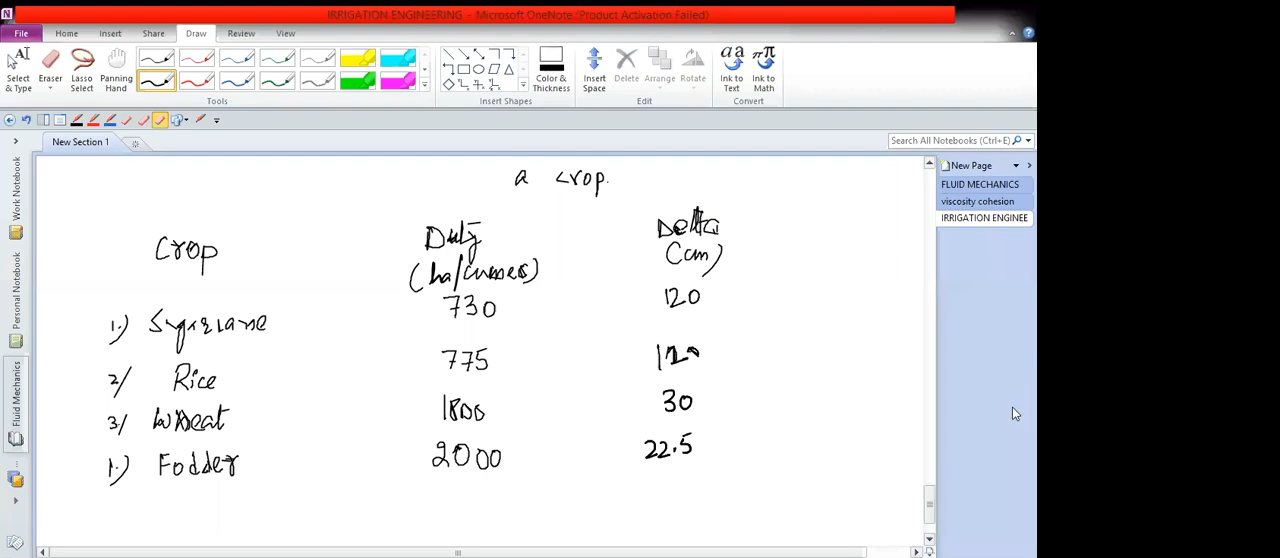 IRRIGATION ENGINEERING - Microsoft OneNote (Product Activation Failed)
File Home Insert Share Draw Review View
Select & Type
Eraser
Lasso Select
Panning Hand
Color & Thickness
Insert Space
Delete
Arrange
Rotate
Ink to Text
Ink to Math
Tools Insert Shapes Edit Convert
New Section 1
Search All Notebooks (Ctrl+E)
New Page
FLUID MECHANICS
viscosity cohesion
IRRIGATION ENGINEE
Work Notebook
Personal Notebook
Fluid Mechanics
a crop.
Crop Duty Delta
(ha/cumecs) (cm)
1.) Sugarcane 730 120
2/ Rice 775 120
3/ Wheat 1800 30
1.) Fodder 2000 22.5